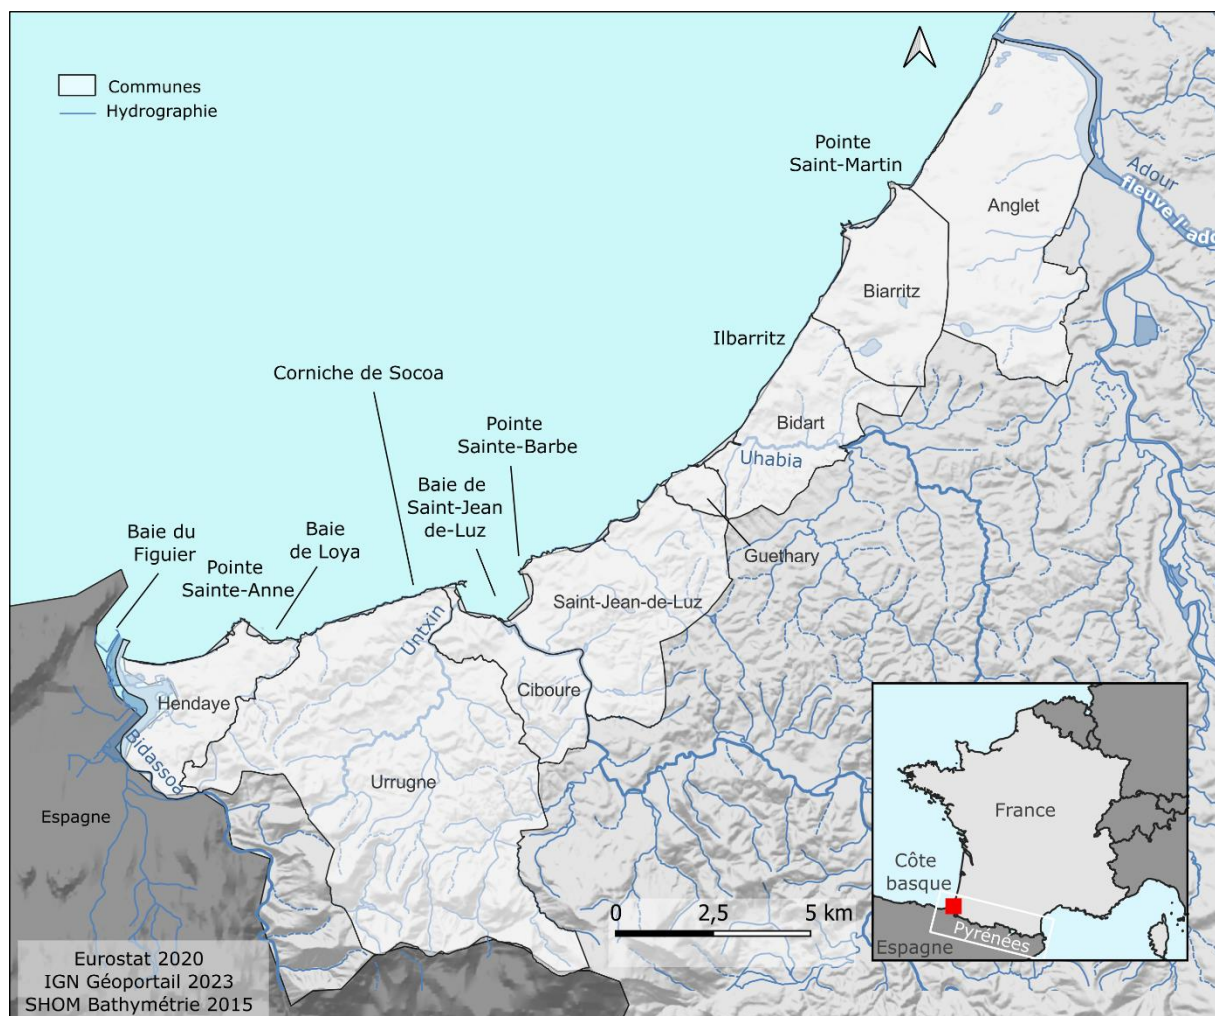 Communes
Hydrographie
Pointe
Saint-Martin
Adour
fleuve l'ado
Anglet
Biarritz
Ilbarritz
Corniche de Socoa
Bidart
Pointe
Sainte-Barbe
Uhabia
Baie de
Saint-Jean
de-Luz
Baie du
Figuier
Baie
de Loya
Pointe
Sainte-Anne
Guethary
Saint-Jean-de-Luz
Untxin
Ciboure
Hendaye
Bidassoa
Urrugne
Espagne
0 2,5 5 km
France
Côte
basque
Pyrénées
Espagne
Eurostat 2020
IGN Géoportail 2023
SHOM Bathymétrie 2015